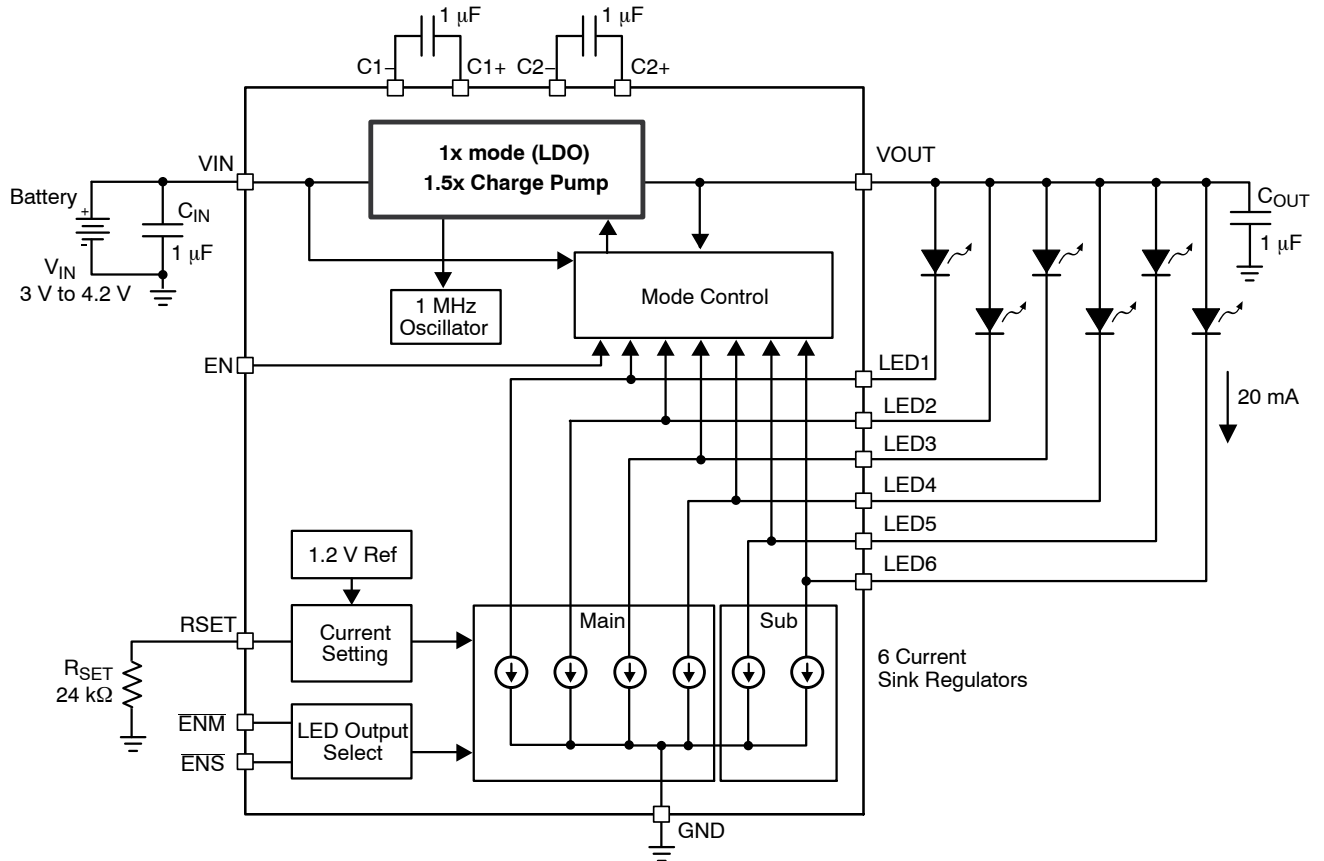 1 μF
1 μF
C1–
C1+
C2–
C2+
1x mode (LDO)
1.5x Charge Pump
VIN
VOUT
Battery
+
-
CIN
1 μF
VIN
3 V to 4.2 V
COUT
1 μF
Mode Control
1 MHz
Oscillator
EN
LED1
LED2
20 mA
LED3
LED4
LED5
LED6
1.2 V Ref
RSET
Current
Setting
Main
Sub
RSET
24 kΩ
6 Current
Sink Regulators
ENM
ENS
LED Output
Select
GND